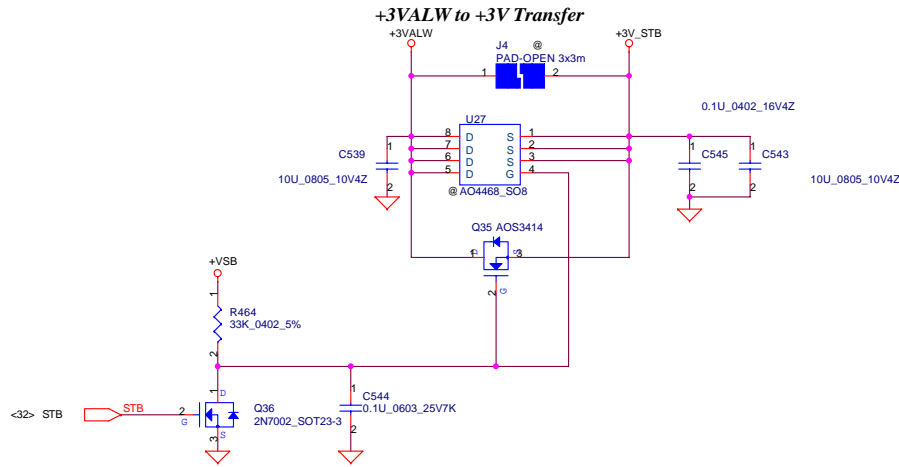 +3VALW to +3V Transfer
+3VALW
+3V_STB
J4
@
PAD-OPEN 3x3m
1
2
0.1U_0402_16V4Z
U27
8
7
6
5
D
D
D
D
S
S
S
G
1
2
3
4
C539
1
2
10U_0805_10V4Z
@
AO4468_SO8
1
C545
2
1
C543
2
10U_0805_10V4Z
Q35 AOS3414
1
D
S
3
2
G
+VSB
1
R464
33K_0402_5%
2
1
D
Q36
2N7002_SOT23-3
2
G
3
S
<32> STB
STB
1
C544
0.1U_0603_25V7K
2